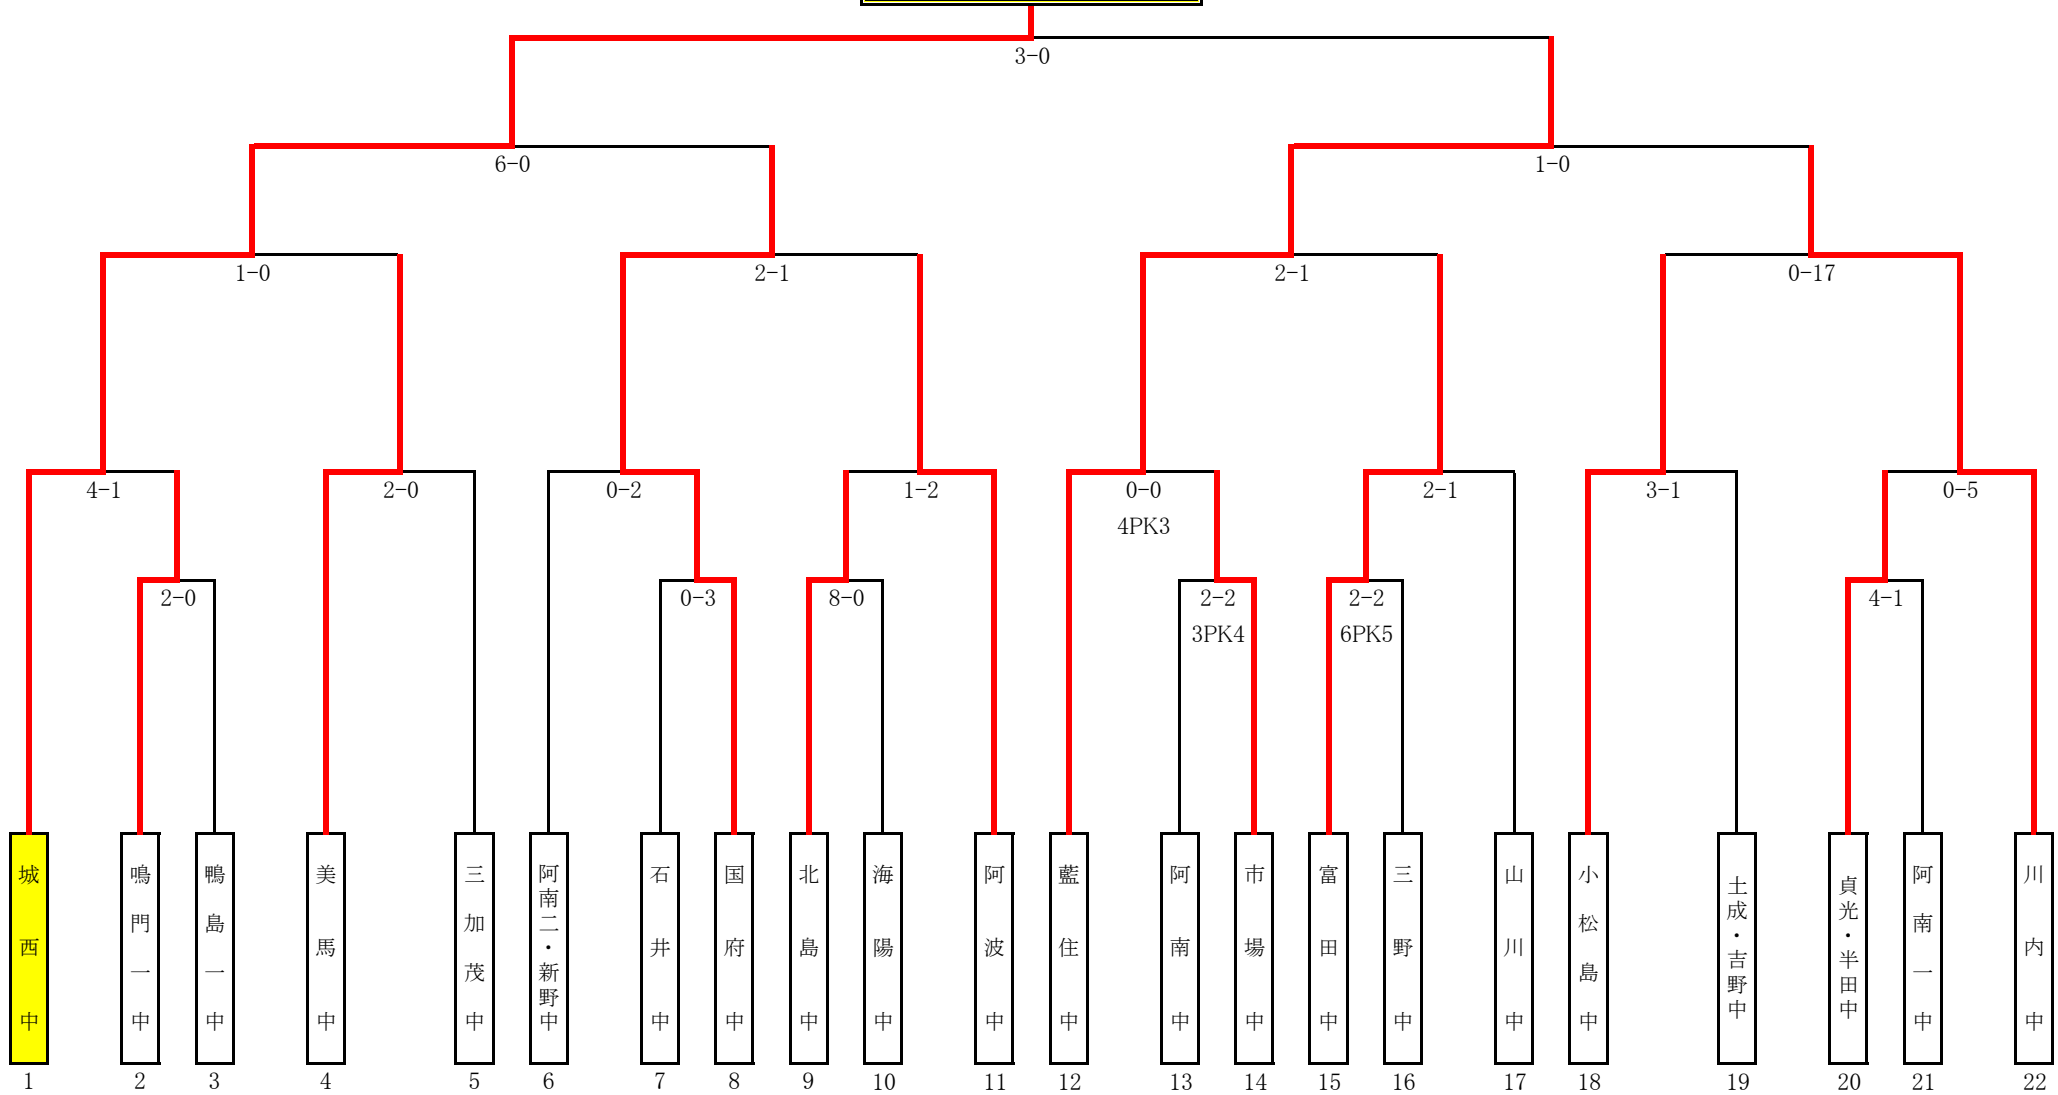 3-0
6-0
1-0
1-0
2-1
2-1
0-17
4-1
2-0
0-2
1-2
0-0
2-1
3-1
0-5
4PK3
2-0
0-3
8-0
2-2
2-2
4-1
3PK4
6PK5
城西中
鳴門一中
鴨島一中
美馬中
三加茂中
阿南二・新野中
石井中
国府中
北島中
海陽中
阿波中
藍住中
阿南中
市場中
富田中
三野中
山川中
小松島中
土成・吉野中
貞光・半田中
阿南一中
川内中
1
2
3
4
5
6
7
8
9
10
11
12
13
14
15
16
17
18
19
20
21
22